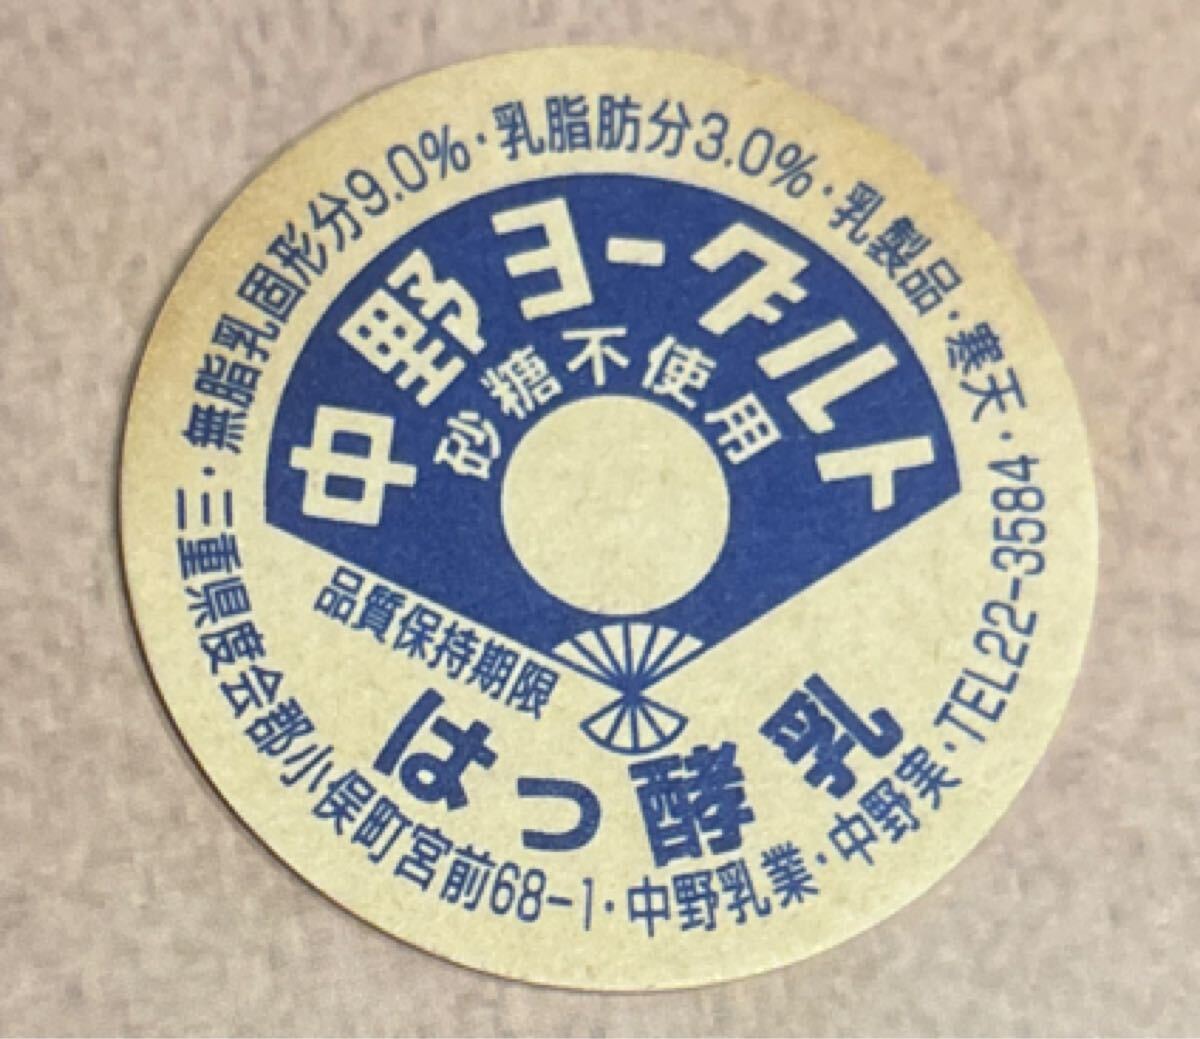 無脂乳固形分9.0%・乳脂肪分3.0%・乳製品・寒天・
中野ヨーグルト
砂糖不使用
品質保持期限
はっ酵乳
三重県度会郡小俣町宮前68-1・中野乳業・中野実・TEL22-3584